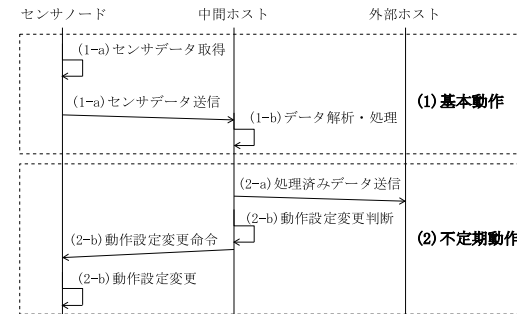 センサノード
中間ホスト
外部ホスト
(1-a)センサデータ取得
(1-a)センサデータ送信
(1-b)データ解析・処理
(1)基本動作
(2-a)処理済みデータ送信
(2-b)動作設定変更判断
(2-b)動作設定変更命令
(2)不定期動作
(2-b)動作設定変更